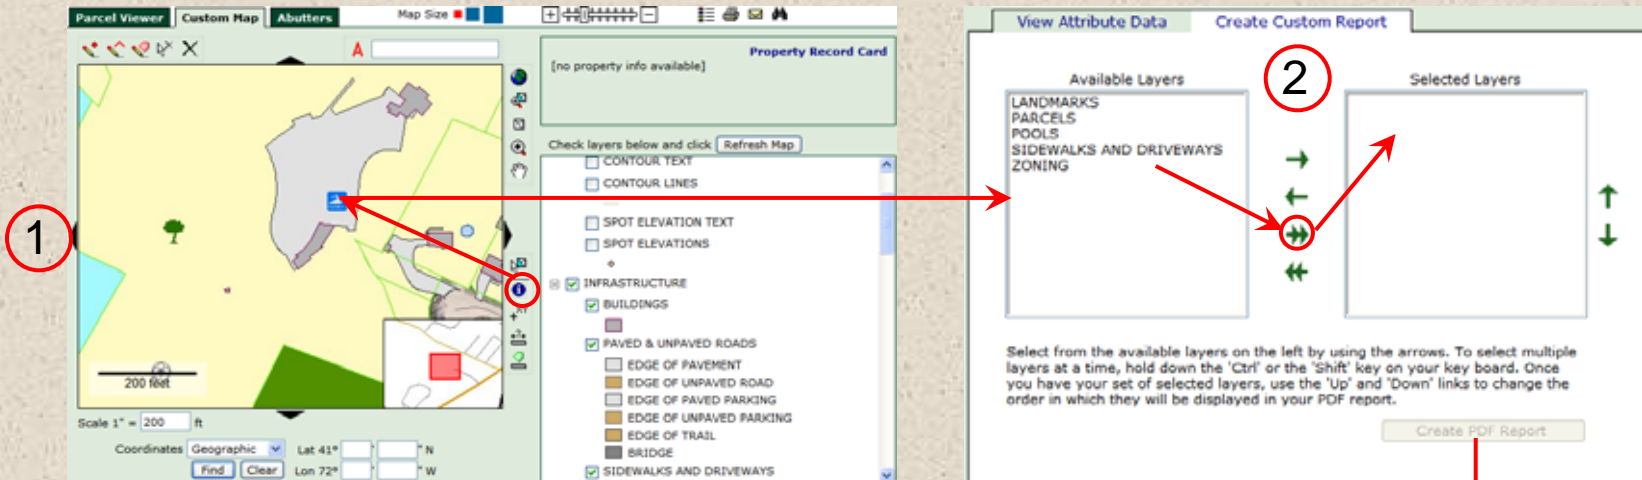 Parcel Viewer
Custom Map
Abutters
Map Size
A
Property Record Card
[no property info available]
Check layers below and click Refresh Map
CONTOUR TEXT
CONTOUR LINES
SPOT ELEVATION TEXT
SPOT ELEVATIONS
INFRASTRUCTURE
BUILDINGS
PAVED & UNPAVED ROADS
EDGE OF PAVEMENT
EDGE OF UNPAVED ROAD
EDGE OF PAVED PARKING
EDGE OF UNPAVED PARKING
EDGE OF TRAIL
BRIDGE
SIDEWALKS AND DRIVEWAYS
1
200 feet
Scale 1" = 200 ft
Coordinates Geographic Lat 41° ' " N
Find Clear Lon 72° ' " W
View Attribute Data
Create Custom Report
2
Available Layers
Selected Layers
LANDMARKS
PARCELS
POOLS
SIDEWALKS AND DRIVEWAYS
ZONING
Select from the available layers on the left by using the arrows. To select multiple
layers at a time, hold down the 'Ctrl' or the 'Shift' key on your key board. Once
you have your set of selected layers, use the 'Up' and 'Down' links to change the
order in which they will be displayed in your PDF report.
Create PDF Report